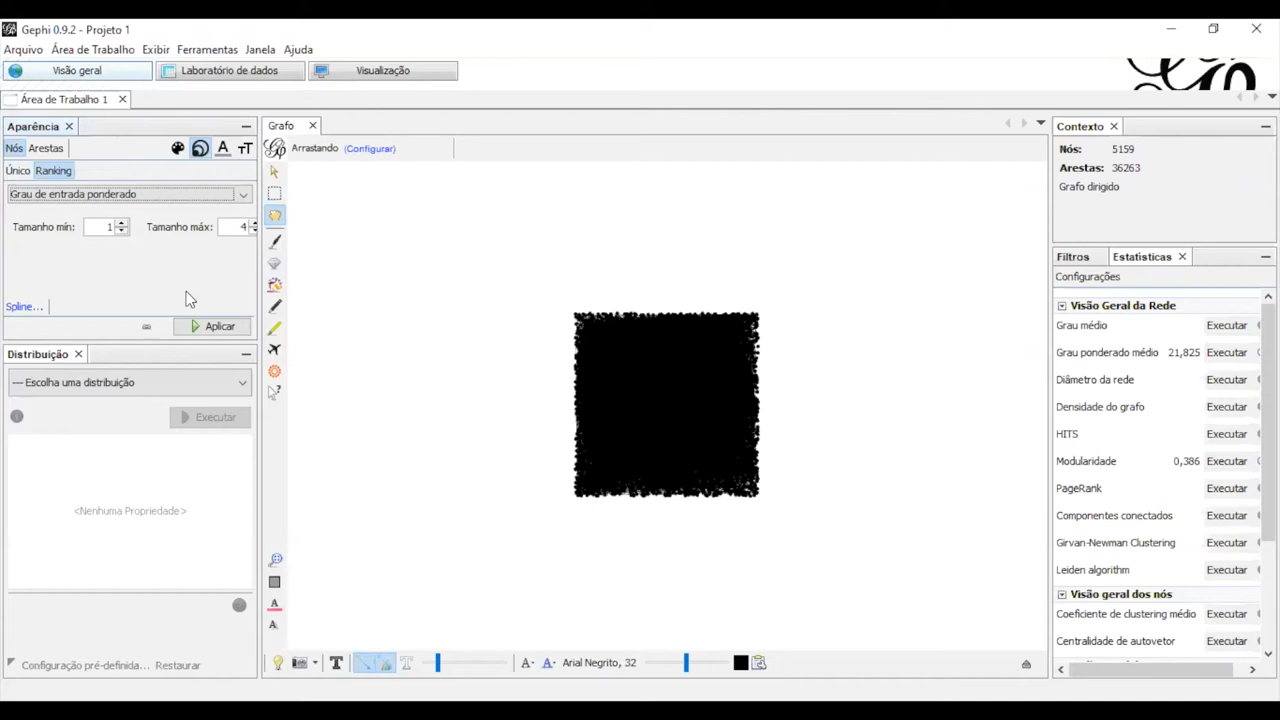 Gephi 0.9.2 - Projeto 1
Arquivo Área de Trabalho Exibir Ferramentas Janela Ajuda
Visão geral Laboratório de dados Visualização
Área de Trabalho 1
Aparência Grafo Contexto
Nós Arestas T T Arrastando (Configurar) Nós: 5159
Único Ranking Arestas: 36263
Grau de entrada ponderado Grafo dirigido
Tamanho mín: 1 Tamanho máx: 4
Filtros Estatísticas
Configurações
Spline... Visão Geral da Rede
Aplicar Grau médio Executar
Distribuição Grau ponderado médio 21,825 Executar
--- Escolha uma distribuição Diâmetro da rede Executar
Executar Densidade do grafo Executar
HITS Executar
Modularidade 0,386 Executar
PageRank Executar
<Nenhuma Propriedade> Componentes conectados Executar
Girvan-Newman Clustering Executar
Leiden algorithm Executar
Visão geral dos nós
Coeficiente de clustering médio Executar
Centralidade de autovetor Executar
Configuração pré-definida... Restaurar T A- A- Arial Negrito, 32